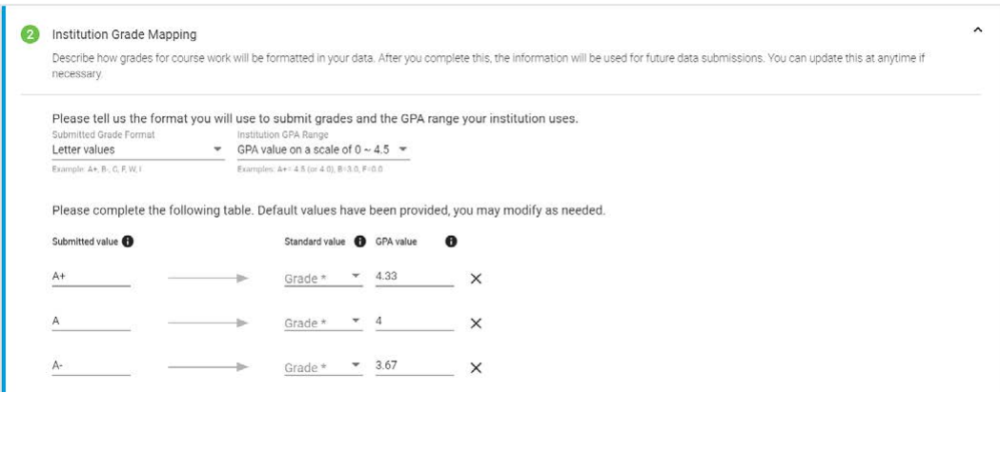 2 Institution Grade Mapping
Describe how grades for course work will be formatted in your data. After you complete this, the information will be used for future data submissions. You can update this at anytime if
necessary.
Please tell us the format you will use to submit grades and the GPA range your institution uses.
Submitted Grade Format Institution GPA Range
Letter values GPA value on a scale of 0 ~ 4.5
Example: A+, B-, C, F, W, I Examples: A+= 4.5 (or 4.0), B=3.0, F=0.0
Please complete the following table. Default values have been provided, you may modify as needed.
Submitted value Standard value GPA value
A+ Grade * 4.33
A Grade * 4
A- Grade * 3.67